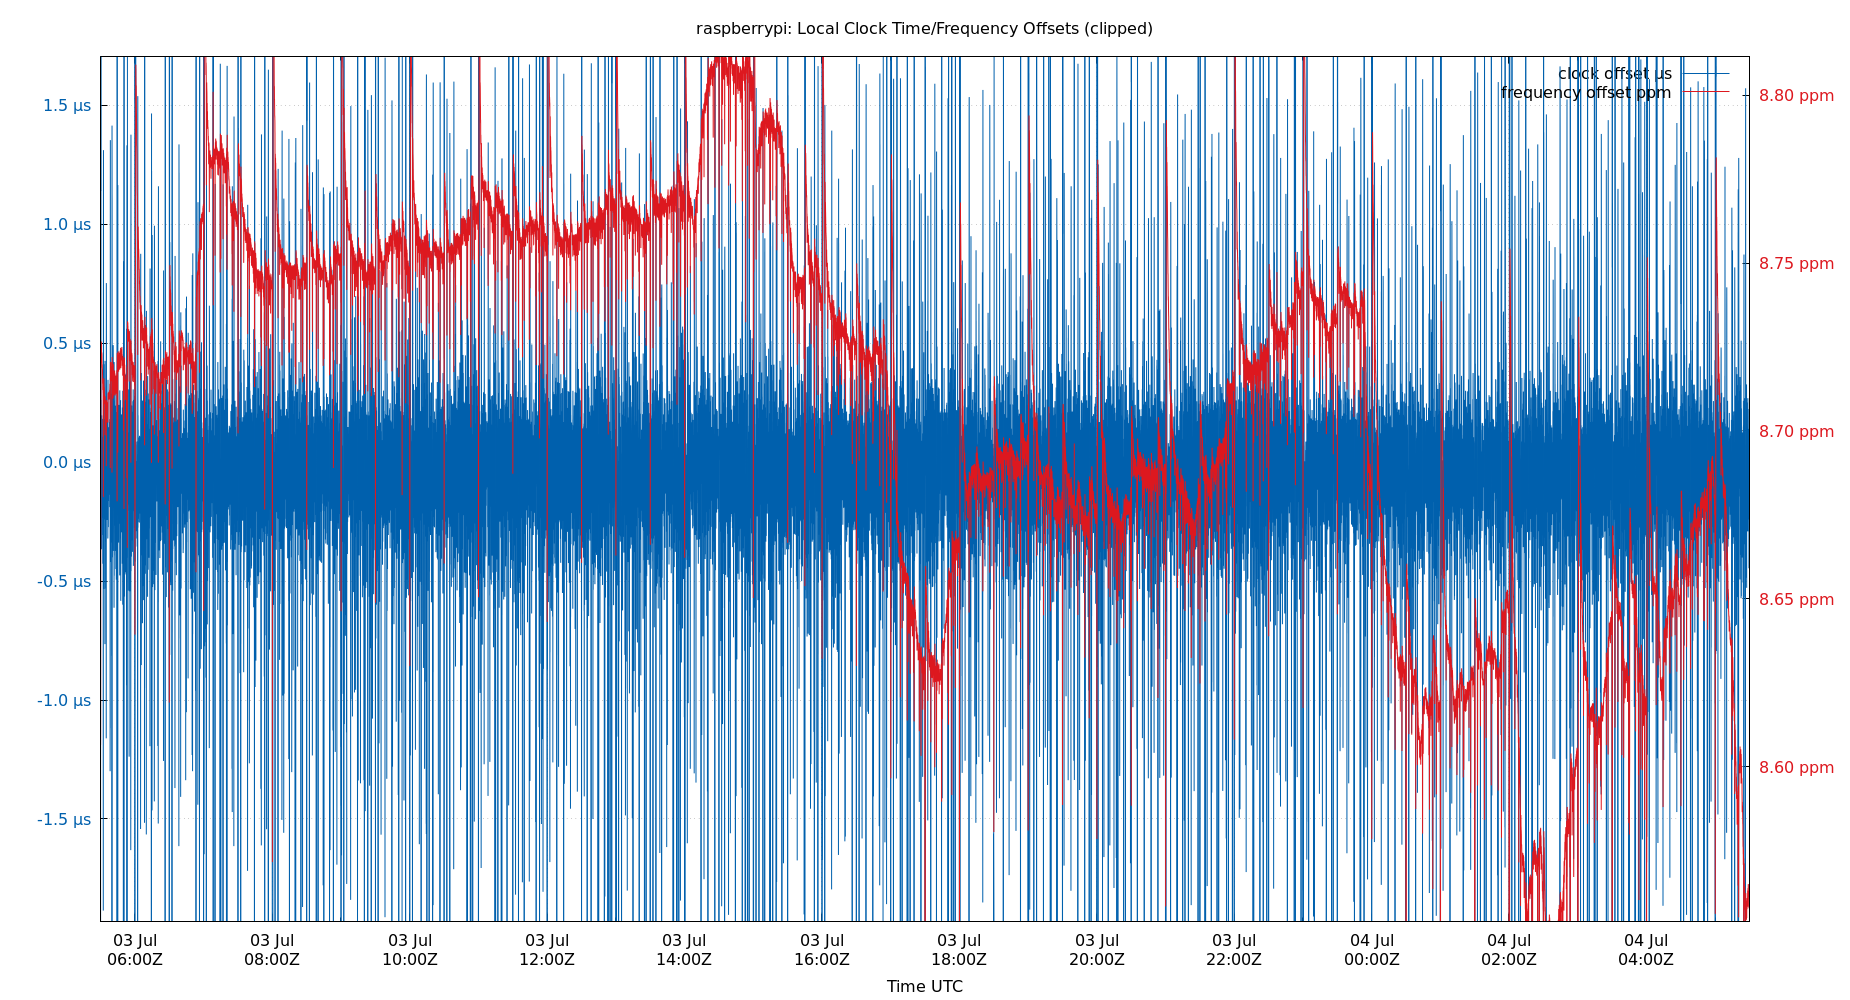 raspberrypi: Local Clock Time/Frequency Offsets (clipped)
clock offset µs
frequency offset ppm
1.5 µs
1.0 µs
0.5 µs
0.0 µs
-0.5 µs
-1.0 µs
-1.5 µs
8.80 ppm
8.75 ppm
8.70 ppm
8.65 ppm
8.60 ppm
03 Jul 03 Jul 03 Jul 03 Jul 03 Jul 03 Jul 03 Jul 03 Jul 03 Jul 04 Jul 04 Jul 04 Jul
06:00Z 08:00Z 10:00Z 12:00Z 14:00Z 16:00Z 18:00Z 20:00Z 22:00Z 00:00Z 02:00Z 04:00Z
Time UTC